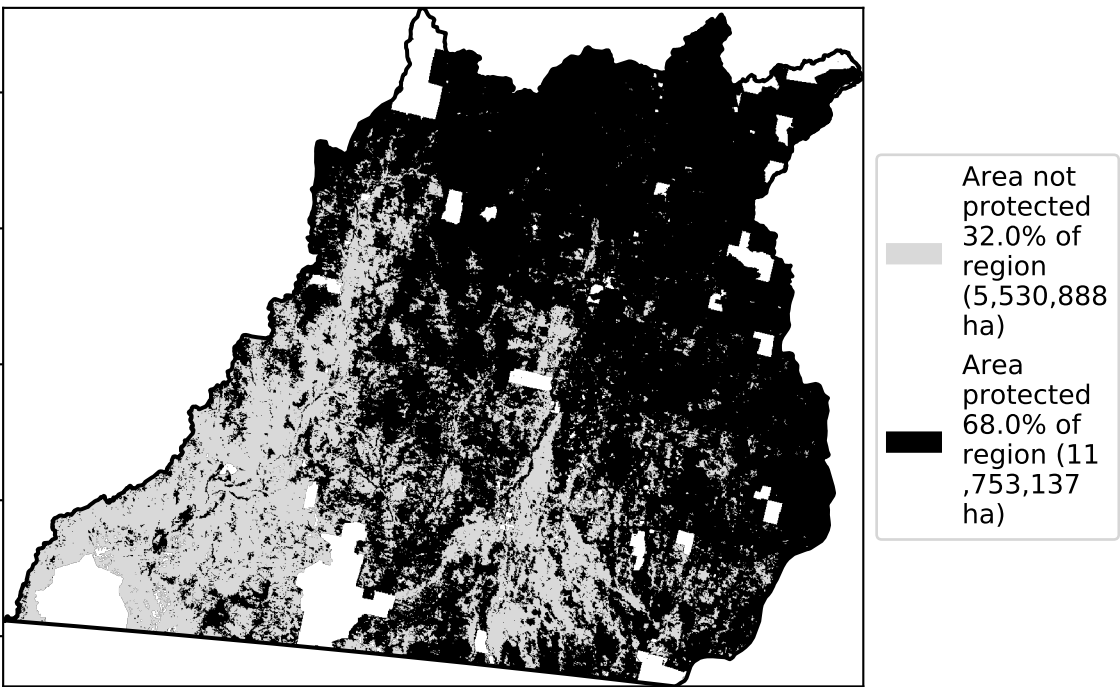 Area not
protected
32.0% of
region
(5,530,888
ha)
Area
protected
68.0% of
region (11
,753,137
ha)